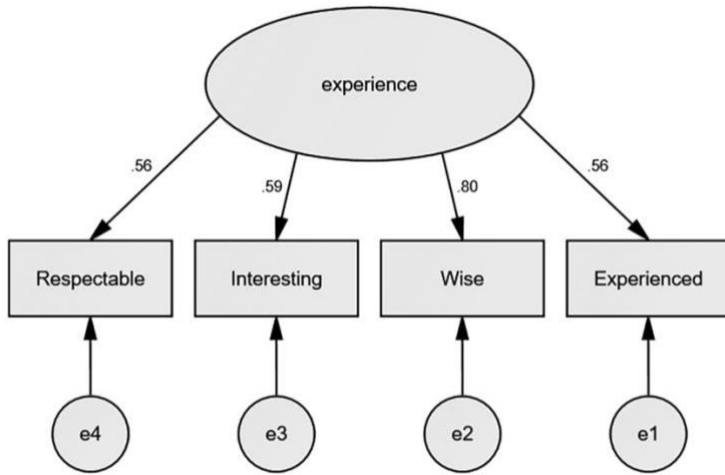 experience
.56
.59
.80
.56
Respectable
Interesting
Wise
Experienced
e4
e3
e2
e1